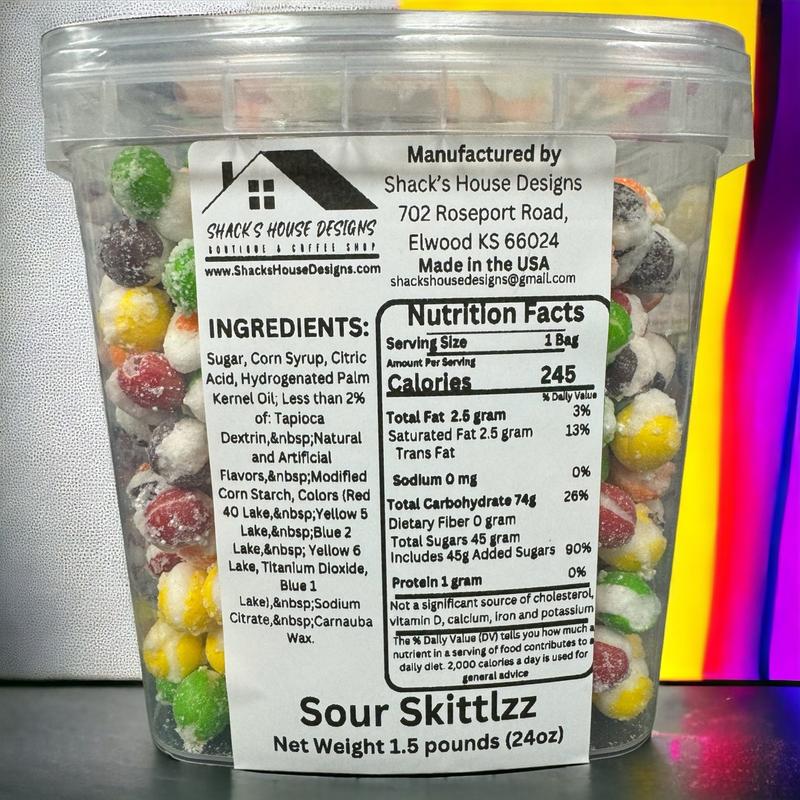 SHACK'S HOUSE DESIGNS
BOUTIQUE & COFFEE SHOP
www.ShacksHouseDesigns.com
Manufactured by
Shack's House Designs
702 Roseport Road,
Elwood KS 66024
Made in the USA
shackshousedesigns@gmail.com
INGREDIENTS:
Sugar, Corn Syrup, Citric
Acid, Hydrogenated Palm
Kernel Oil; Less than 2%
of: Tapioca
Dextrin,&nbsp;Natural
and Artificial
Flavors,&nbsp;Modified
Corn Starch, Colors (Red
40 Lake,&nbsp;Yellow 5
Lake,&nbsp;Blue 2
Lake,&nbsp; Yellow 6
Lake, Titanium Dioxide,
Blue 1
Lake),&nbsp;Sodium
Citrate,&nbsp;Carnauba
Wax.
Nutrition Facts
Serving Size 1 Bag
Amount Per Serving
Calories 245
% Daily Value
Total Fat 2.6 gram 3%
Saturated Fat 2.5 gram 13%
Trans Fat
Sodium 0 mg 0%
Total Carbohydrate 74g 26%
Dietary Fiber 0 gram
Total Sugars 45 gram
Includes 45g Added Sugars 90%
Protein 1 gram 0%
Not a significant source of cholesterol,
vitamin D, calcium, iron and potassium
The % Daily Value (DV) tells you how much a
nutrient in a serving of food contributes to a
daily diet. 2,000 calories a day is used for
general advice
Sour Skittlzz
Net Weight 1.5 pounds (24oz)